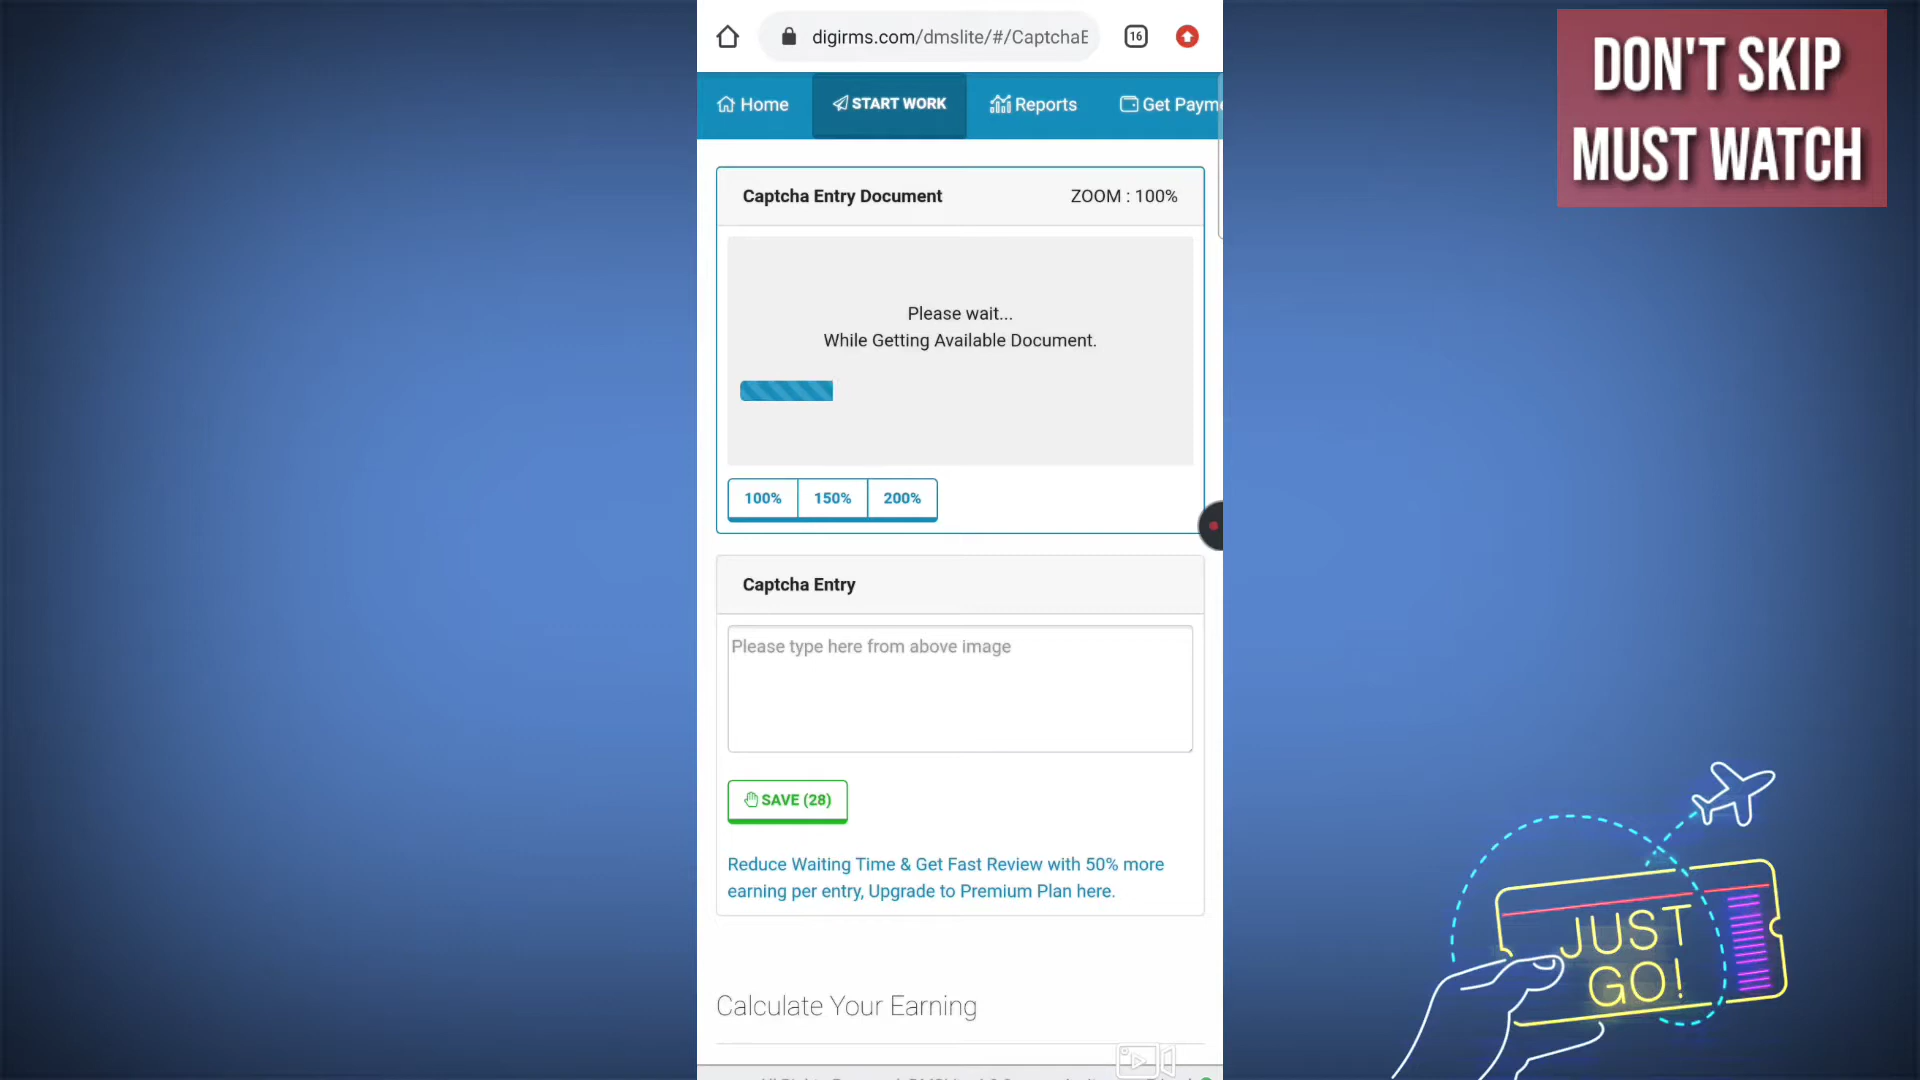 digirms.com/dmslite/#/CaptchaE
16
DON'T SKIP
MUST WATCH
Home
START WORK
Reports
Get Payme
Captcha Entry Document
ZOOM : 100%
Please wait...
While Getting Available Document.
100%
150%
200%
Captcha Entry
Please type here from above image
SAVE (28)
Reduce Waiting Time & Get Fast Review with 50% more
earning per entry, Upgrade to Premium Plan here.
JUST
GO!
Calculate Your Earning